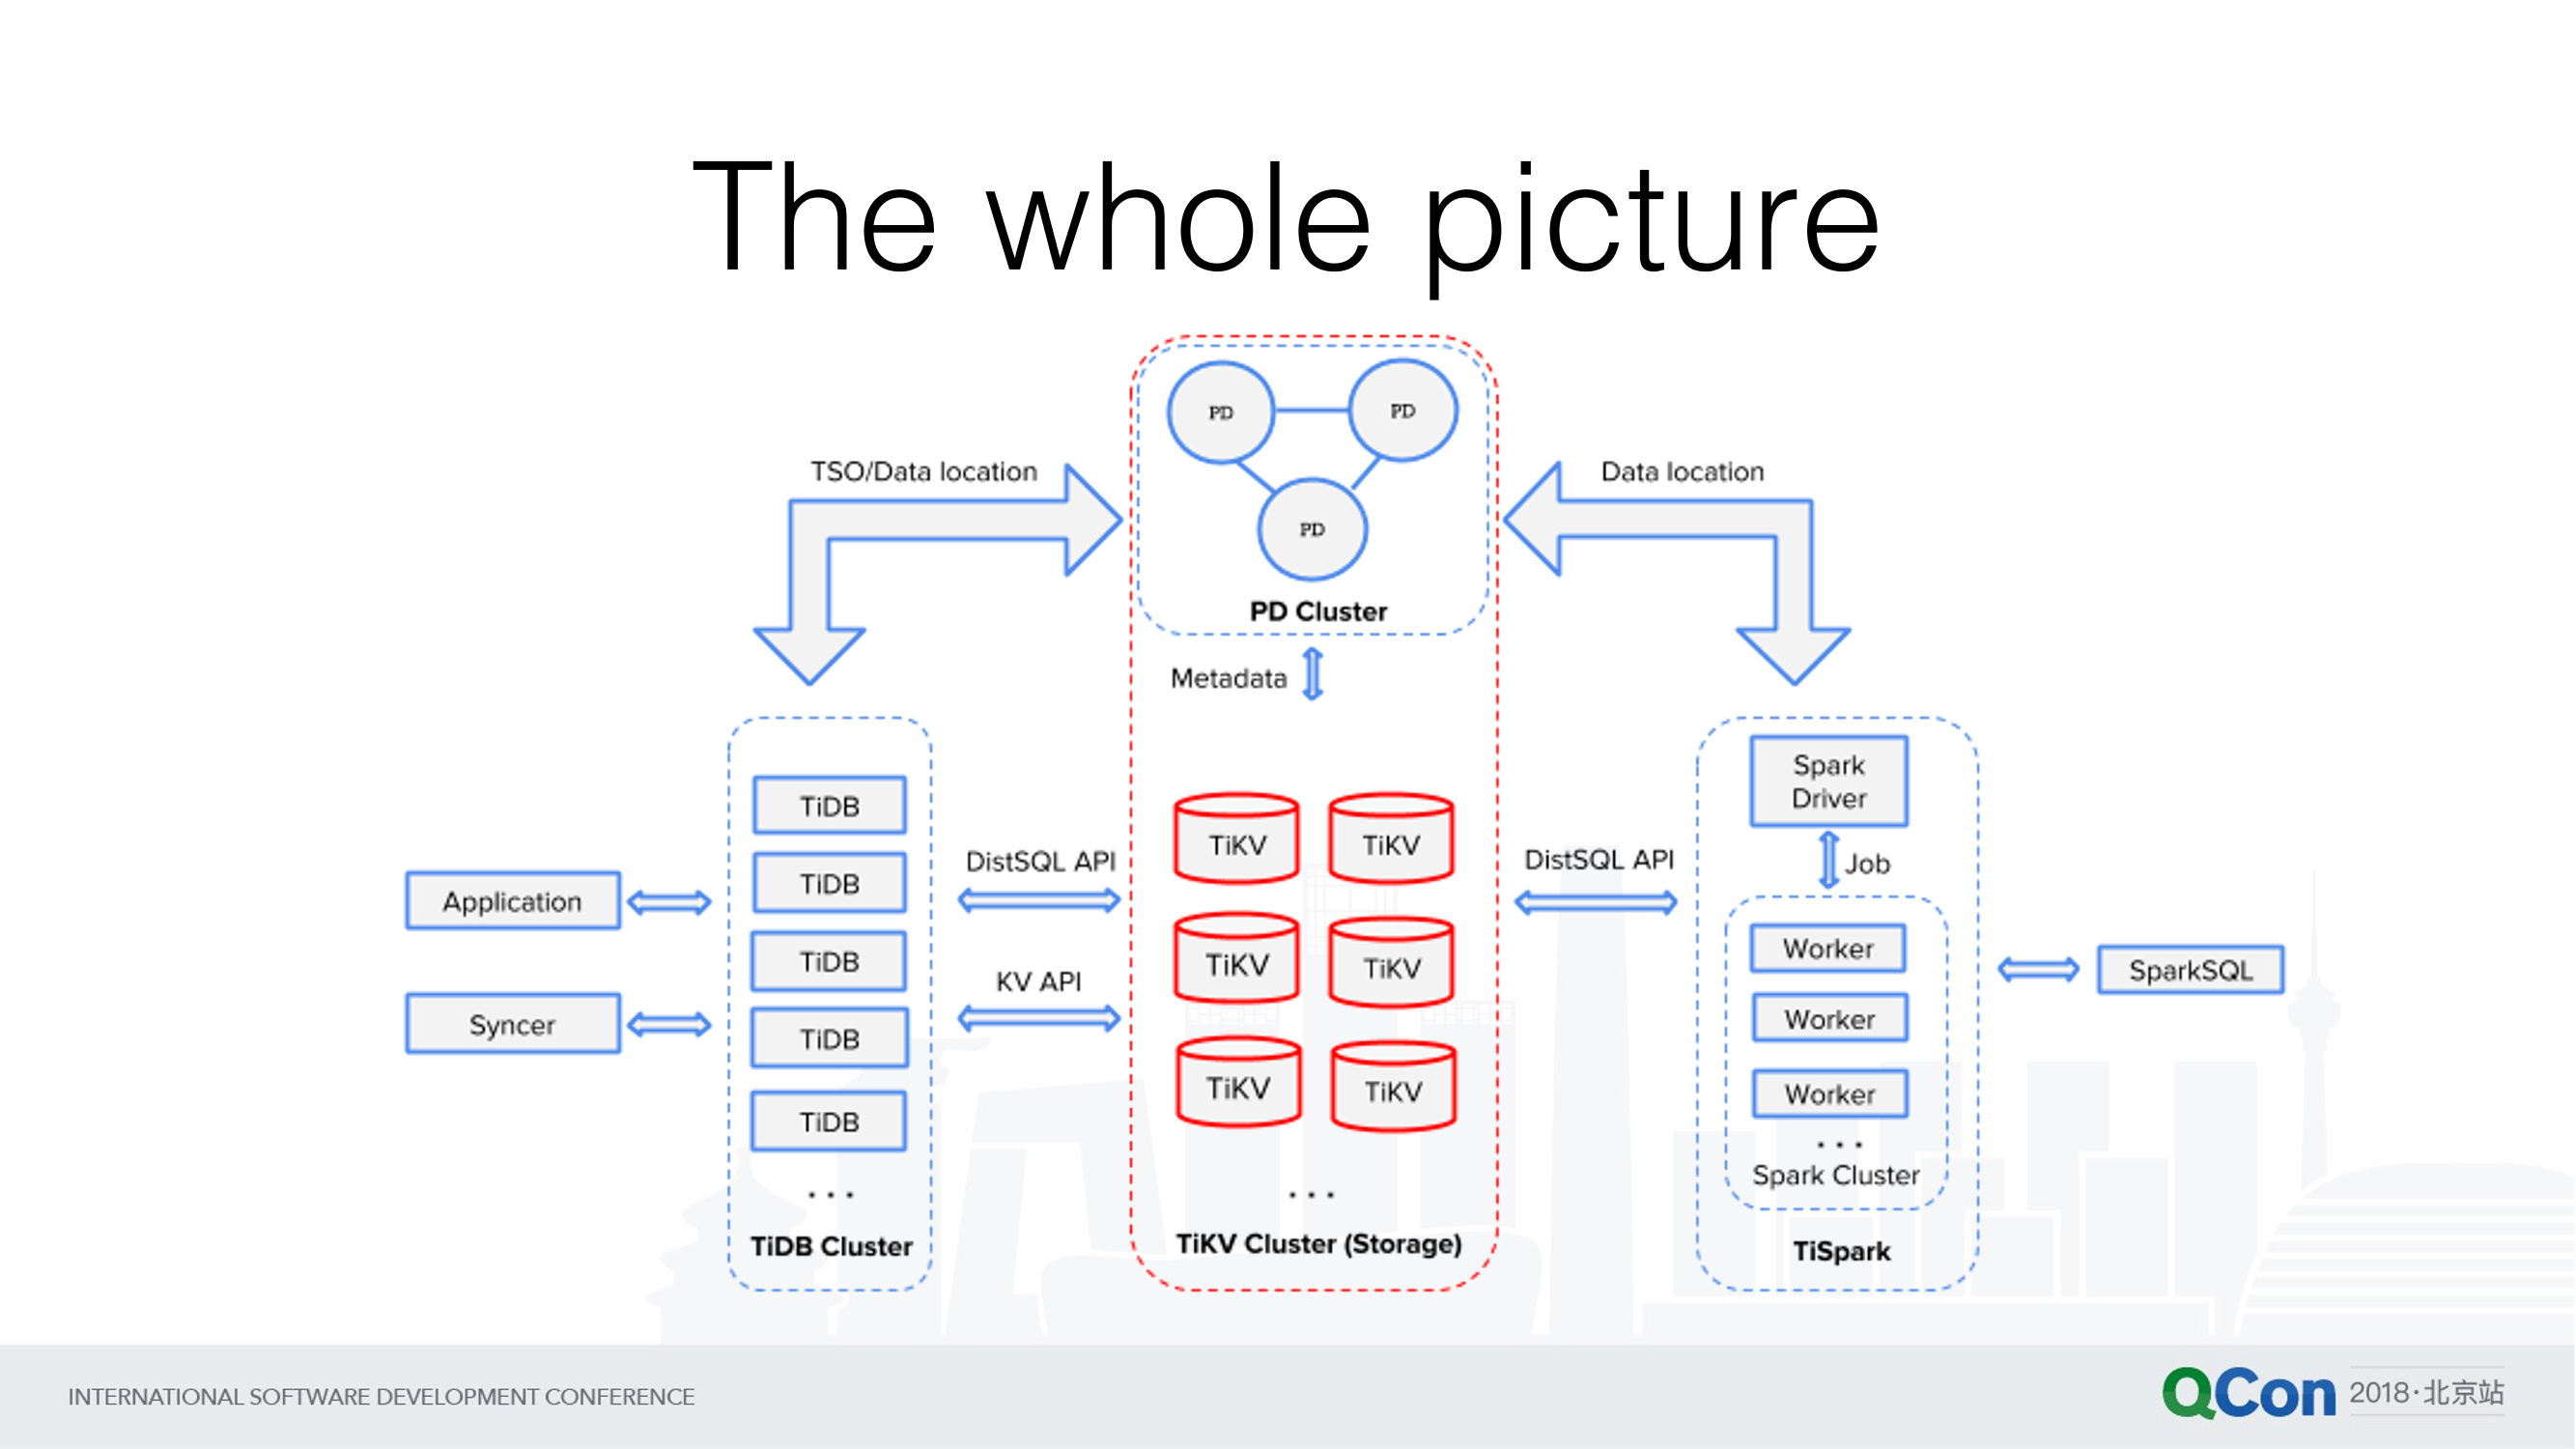 The whole picture
PD
PD
PD
PD Cluster
TSO/Data location
Data location
Metadata
Application
Syncer
TiDB
TiDB
TiDB
TiDB
TiDB
. . .
TiDB Cluster
DistSQL API
KV API
TiKV
TiKV
TiKV
TiKV
TiKV
TiKV
. . .
TiKV Cluster (Storage)
DistSQL API
Spark
Driver
Job
Worker
Worker
Worker
. . .
Spark Cluster
TiSpark
SparkSQL
INTERNATIONAL SOFTWARE DEVELOPMENT CONFERENCE
QCon 2018·北京站